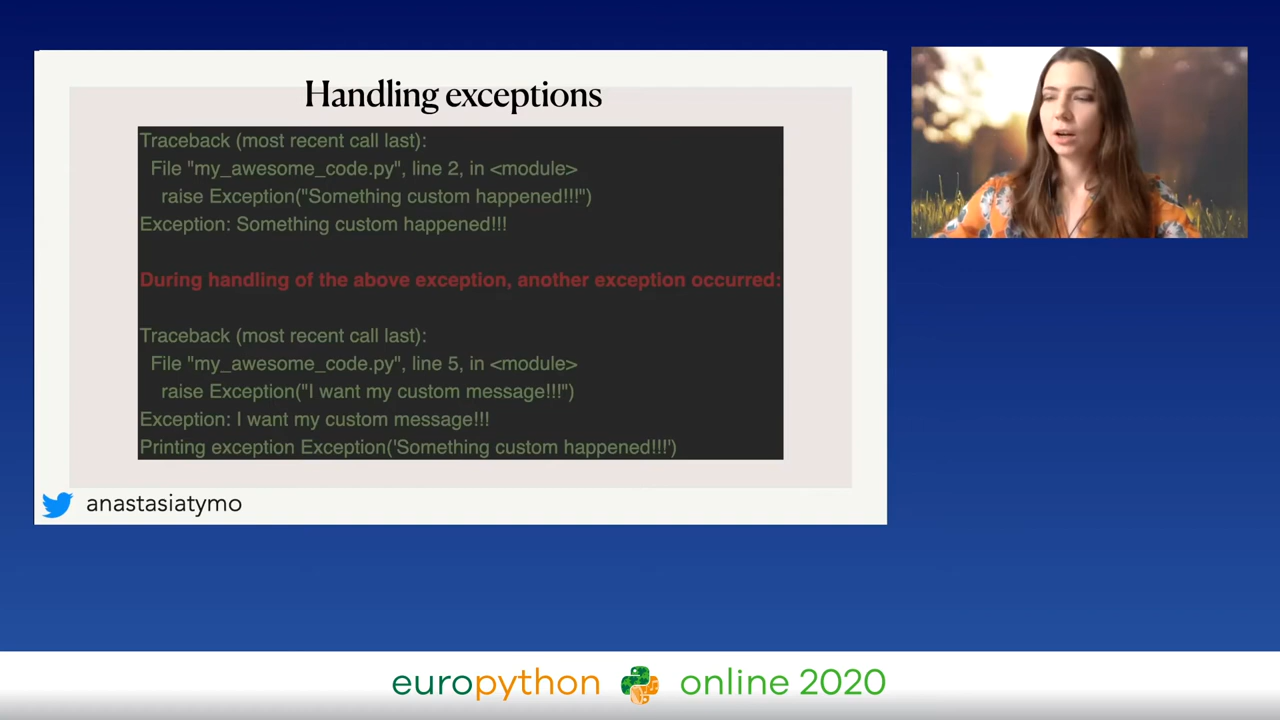 Handling exceptions
Traceback (most recent call last):
File "my_awesome_code.py", line 2, in <module>
raise Exception("Something custom happened!!!")
Exception: Something custom happened!!!
During handling of the above exception, another exception occurred:
Traceback (most recent call last):
File "my_awesome_code.py", line 5, in <module>
raise Exception("I want my custom message!!!")
Exception: I want my custom message!!!
Printing exception Exception('Something custom happened!!!')
anastasiatymo
europython online 2020